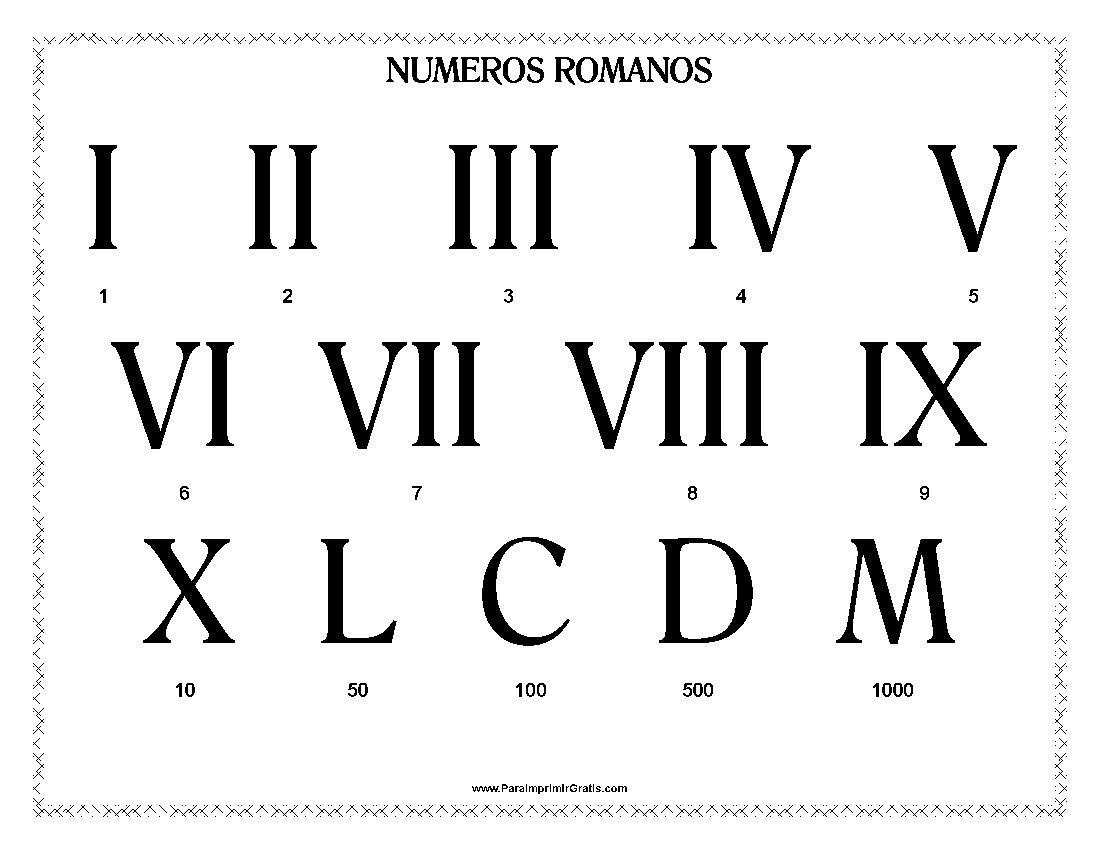 NUMEROS ROMANOS
I II III IV V
1 2 3 4 5
VI VII VIII IX
6 7 8 9
X L C D M
10 50 100 500 1000
www.ParaImprimirGratis.com